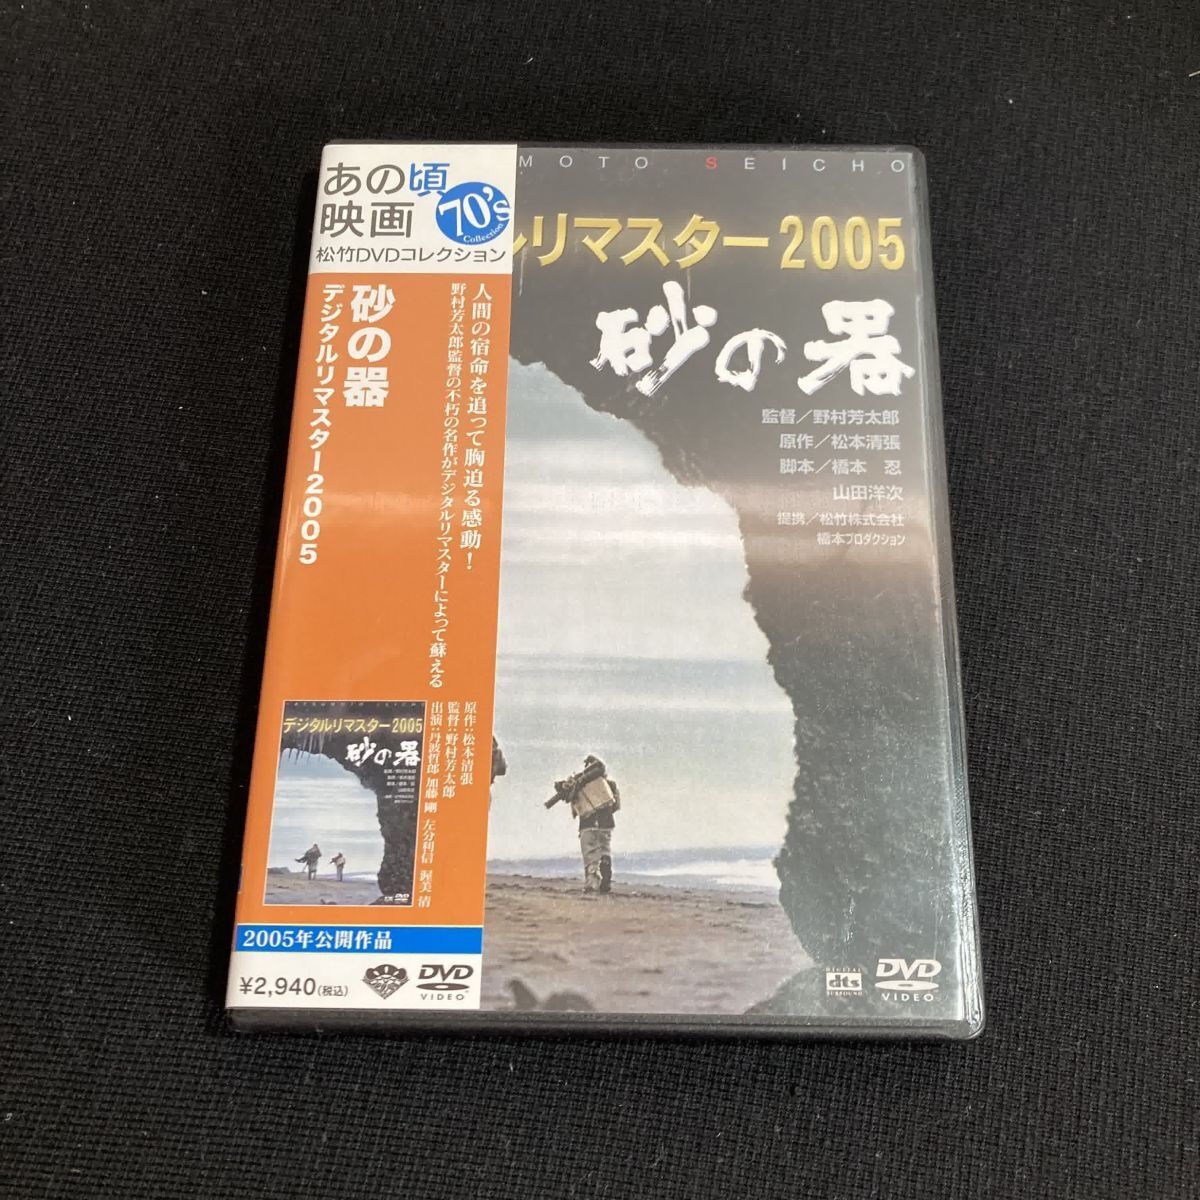 あの頃
映画
70's
Collection
松竹DVDコレクション
砂の器
デジタルリマスター2005
人間の宿命を追って胸迫る感動！
野村芳太郎監督の不朽の名作がデジタルリマスターによって蘇える
原作：松本清張
監督：野村芳太郎
出演：丹波哲郎 加藤 剛 左分利信 渥美 清
デジタルリマスター2005
砂の器
2005年公開作品
¥2,940(税込)
DVD
VIDEO
MOTO SEICHO
ルリマスター2005
砂の器
監督／野村芳太郎
原作／松本清張
脚本／橋本 忍
山田洋次
提携／松竹株式会社
橋本プロダクション
DIGITAL
dts
SURROUND
DVD
VIDEO